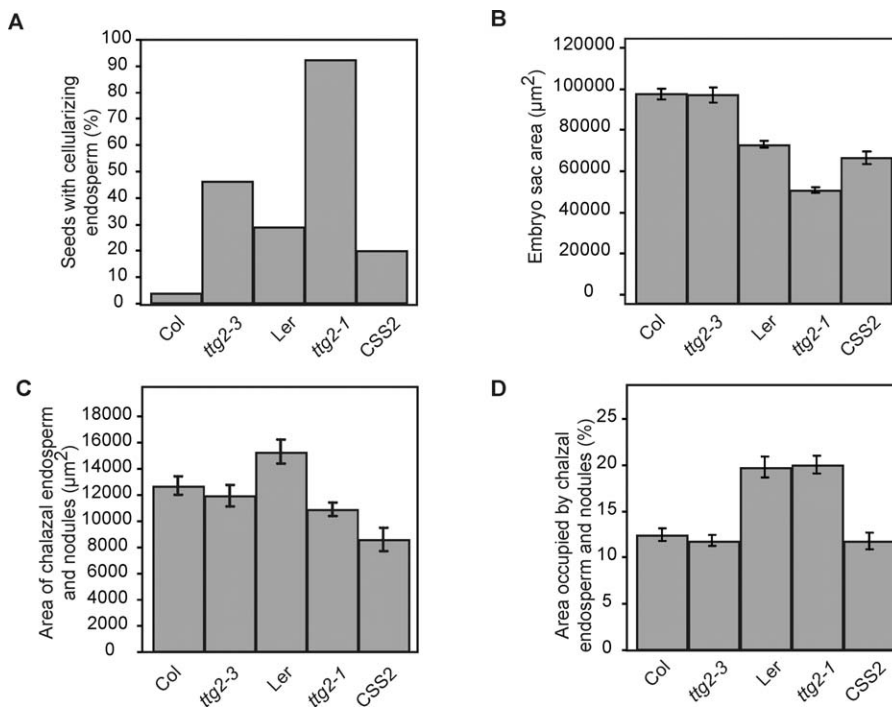 A
Seeds with cellularizing
endosperm (%)
100
90
80
70
60
50
40
30
20
10
0
Col
ttg2-3
Ler
ttg2-1
CSS2
B
Embryo sac area (µm2)
120000
100000
80000
60000
40000
20000
0
Col
ttg2-3
Ler
ttg2-1
CSS2
C
Area of chalazal endosperm
and nodules (µm2)
18000
16000
14000
12000
10000
8000
6000
4000
2000
0
Col
ttg2-3
Ler
ttg2-1
CSS2
D
Area occupied by chalzal
endosperm and nodules (%)
25
20
15
10
5
0
Col
ttg2-3
Ler
ttg2-1
CSS2